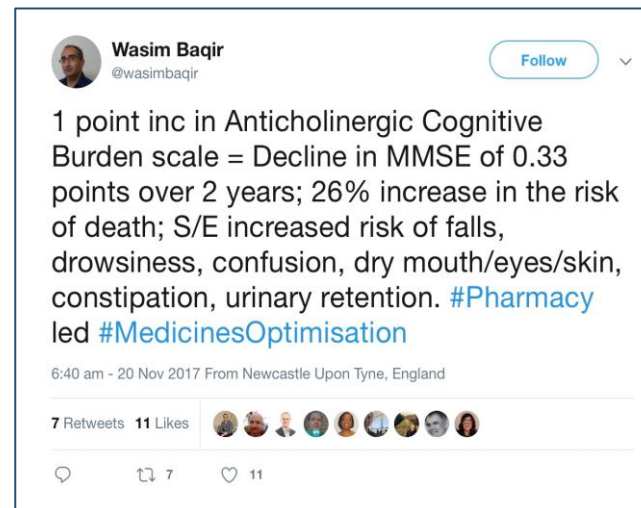 Wasim Baqir
@wasimbaqir
Follow
1 point inc in Anticholinergic Cognitive
Burden scale = Decline in MMSE of 0.33
points over 2 years; 26% increase in the risk
of death; S/E increased risk of falls,
drowsiness, confusion, dry mouth/eyes/skin,
constipation, urinary retention. #Pharmacy
led #MedicinesOptimisation
6:40 am - 20 Nov 2017 From Newcastle Upon Tyne, England
7 Retweets 11 Likes
7 11